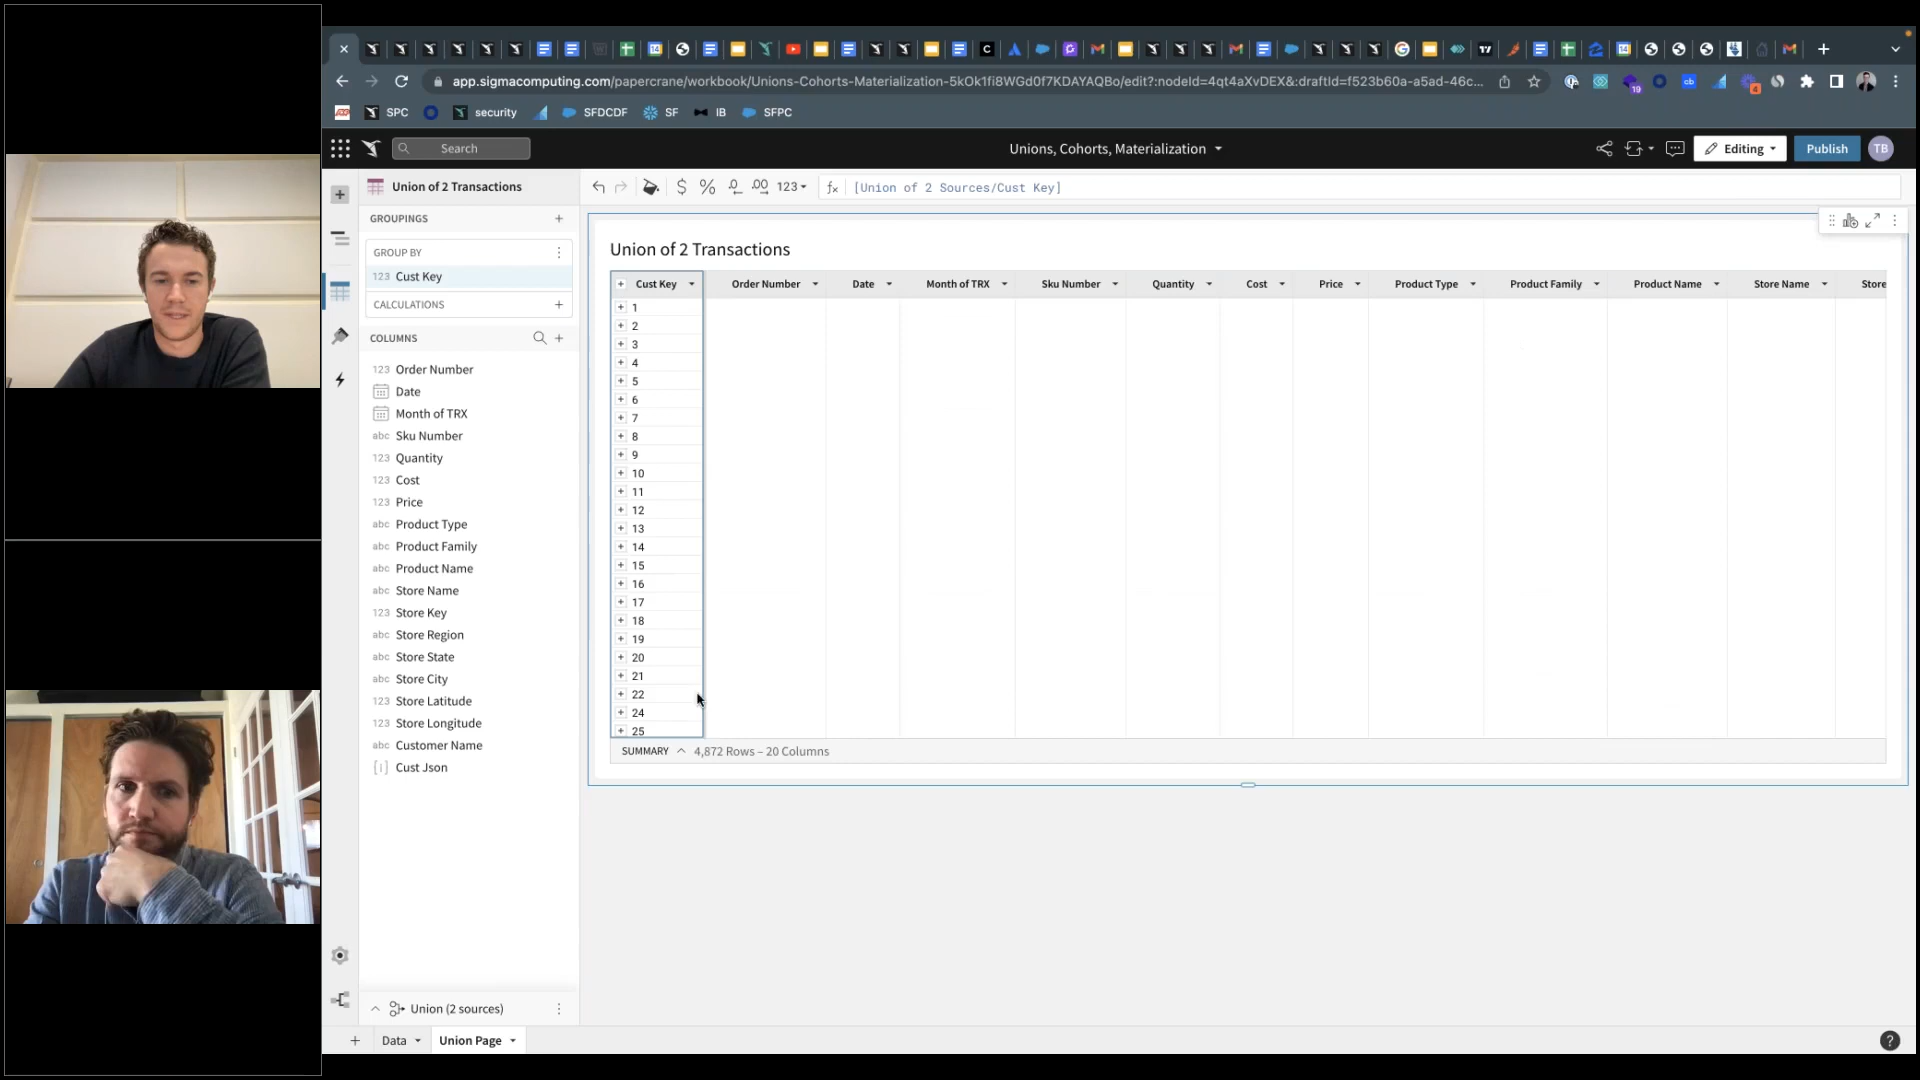 app.sigmacomputing.com/papercrane/workbook/Unions-Cohorts-Materialization-5kOk1fi8WGd0f7KDAYAQBo/edit?:nodeId=4qt4aXvDEX&:draftId=f523b60a-a5ad-46c...
SPC
security
SFDCDF
SF
IB
SFPC
Search
Unions, Cohorts, Materialization
Editing
Publish
TB
Union of 2 Transactions
$ % .0 .00 123
fx [Union of 2 Sources/Cust Key]
GROUPINGS
GROUP BY
123 Cust Key
CALCULATIONS
COLUMNS
123 Order Number
Date
Month of TRX
abc Sku Number
123 Quantity
123 Cost
123 Price
abc Product Type
abc Product Family
abc Product Name
abc Store Name
123 Store Key
abc Store Region
abc Store State
abc Store City
123 Store Latitude
123 Store Longitude
abc Customer Name
Cust Json
Union (2 sources)
Union of 2 Transactions
Cust Key Order Number Date Month of TRX Sku Number Quantity Cost Price Product Type Product Family Product Name Store Name Store
1
2
3
4
5
6
7
8
9
10
11
12
13
14
15
16
17
18
19
20
21
22
24
25
SUMMARY 4,872 Rows – 20 Columns
Data
Union Page